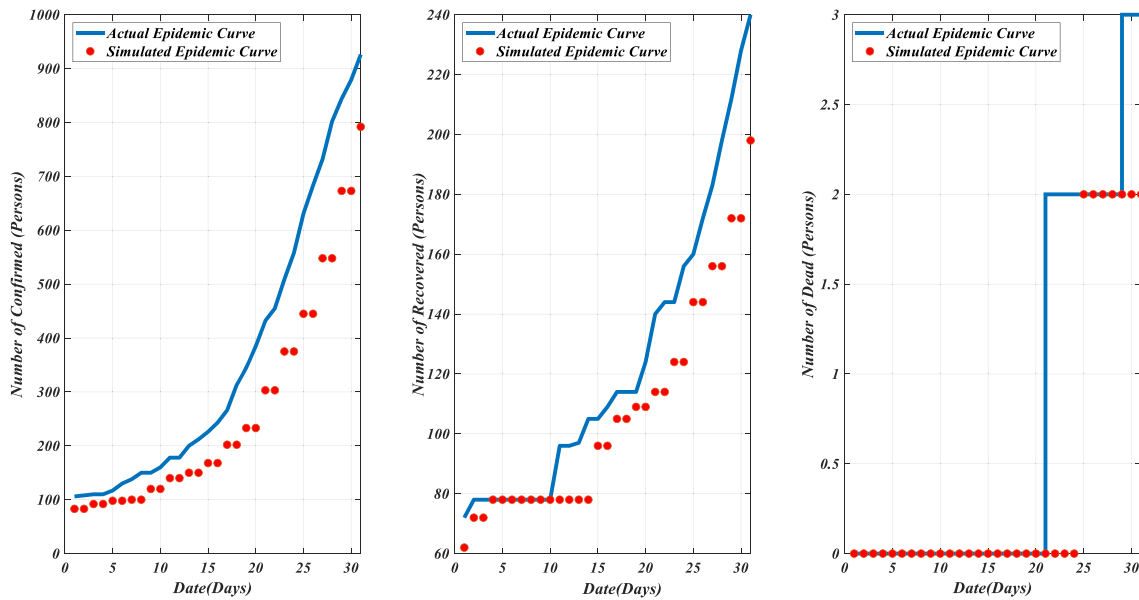 Actual Epidemic Curve
Simulated Epidemic Curve
1000
900
800
700
600
500
400
300
200
100
0
Number of Confirmed (Persons)
0 5 10 15 20 25 30
Date(Days)
Actual Epidemic Curve
Simulated Epidemic Curve
240
220
200
180
160
140
120
100
80
60
Number of Recovered (Persons)
0 5 10 15 20 25 30
Date(Days)
Actual Epidemic Curve
Simulated Epidemic Curve
3
2.5
2
1.5
1
0.5
0
Number of Dead (Persons)
0 5 10 15 20 25 30
Date(Days)